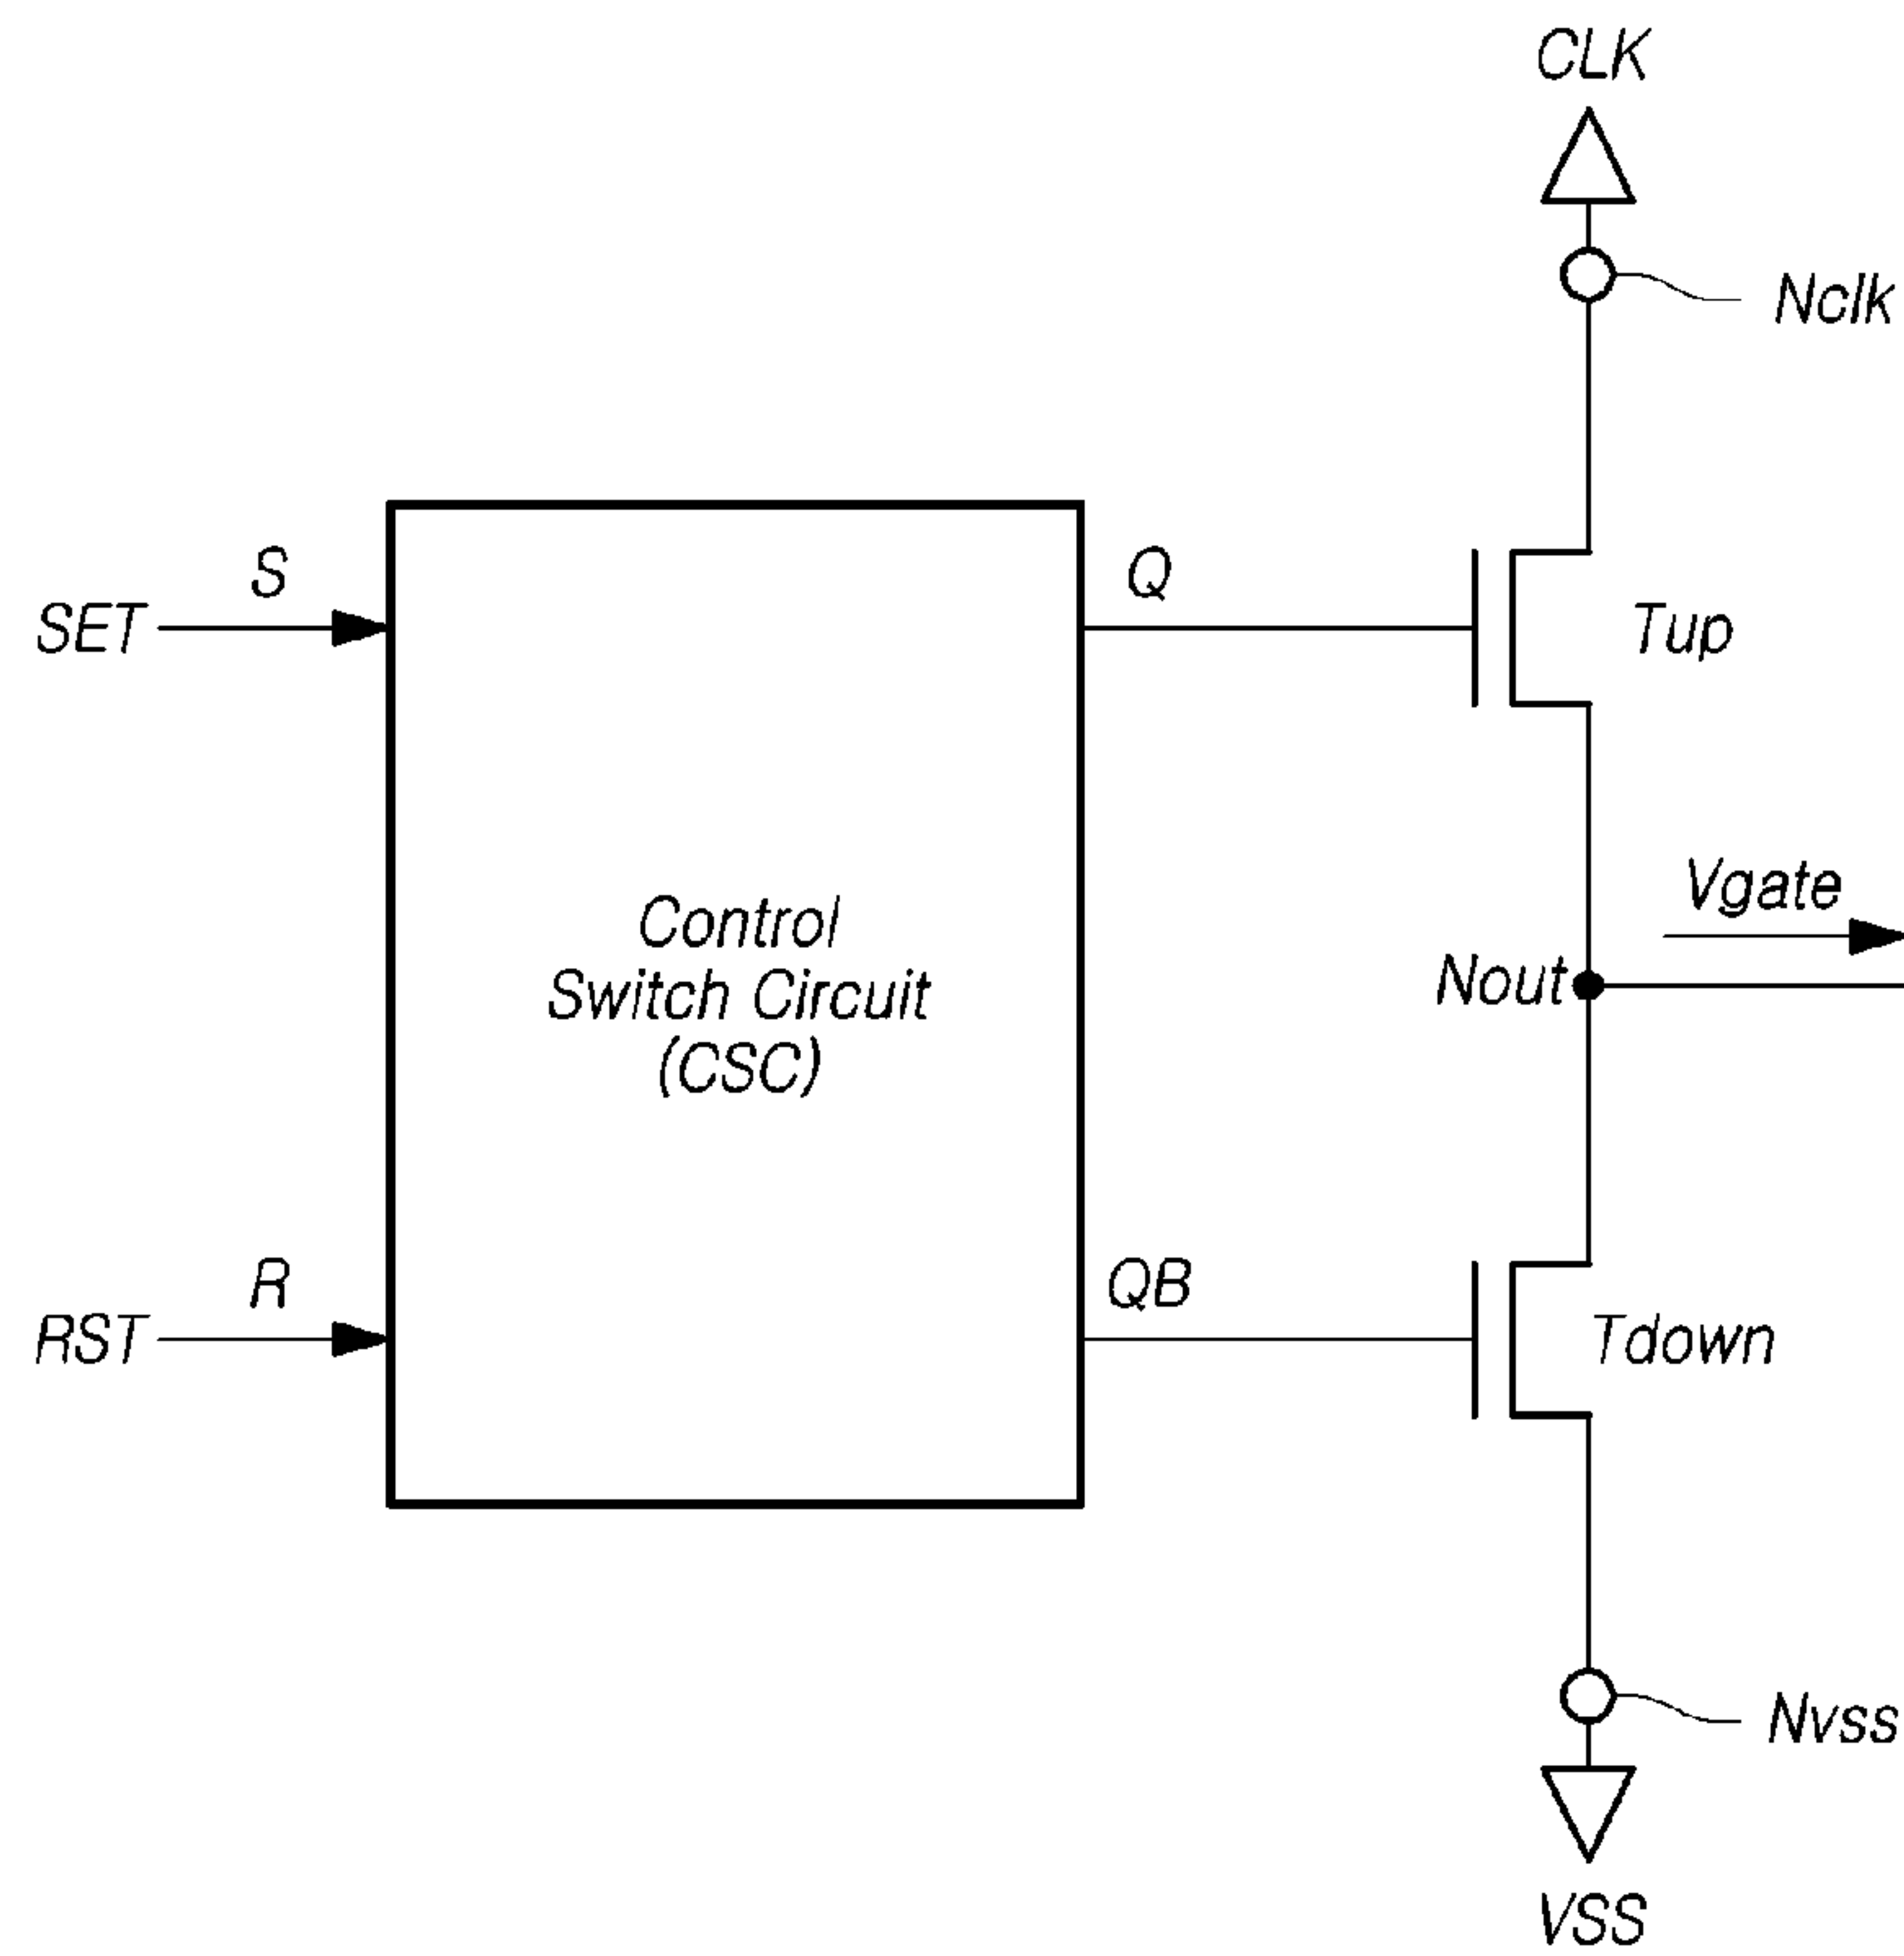 CLK
Nclk
S
Q
SET
Tup
Control
Switch Circuit
(CSC)
Vgate
Nout
R
QB
RST
Tdown
Nvss
VSS